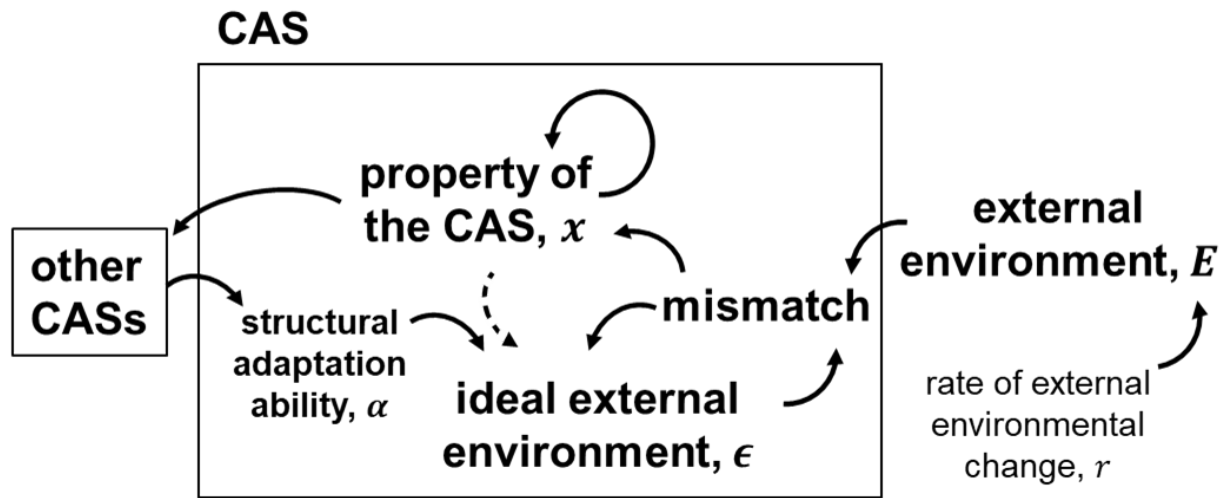 CAS
property of
the CAS, x
other
CASs
structural
adaptation
ability, α
ideal external
environment, ϵ
mismatch
external
environment, E
rate of external
environmental
change, r